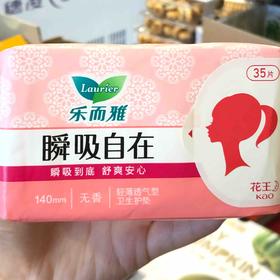 Laurier
乐而雅
35片
瞬吸自在
瞬吸到底 舒爽安心
140mm
无香
轻薄透气型
卫生护垫
花王
Kao